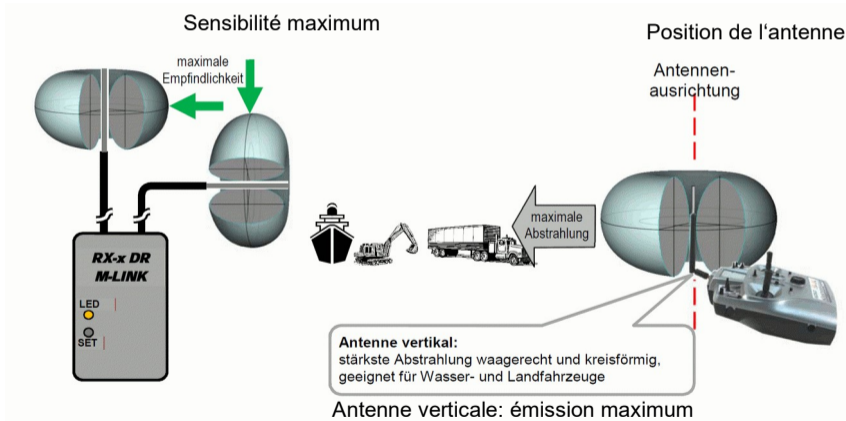 Sensibilité maximum
Position de l'antenne
maximale
Empfindlichkeit
Antennen-
ausrichtung
maximale
Abstrahlung
RX-x DR
M-LINK
LED
SET
Antenne vertikal:
stärkste Abstrahlung waagerecht und kreisförmig,
geeignet für Wasser- und Landfahrzeuge
Antenne verticale: émission maximum